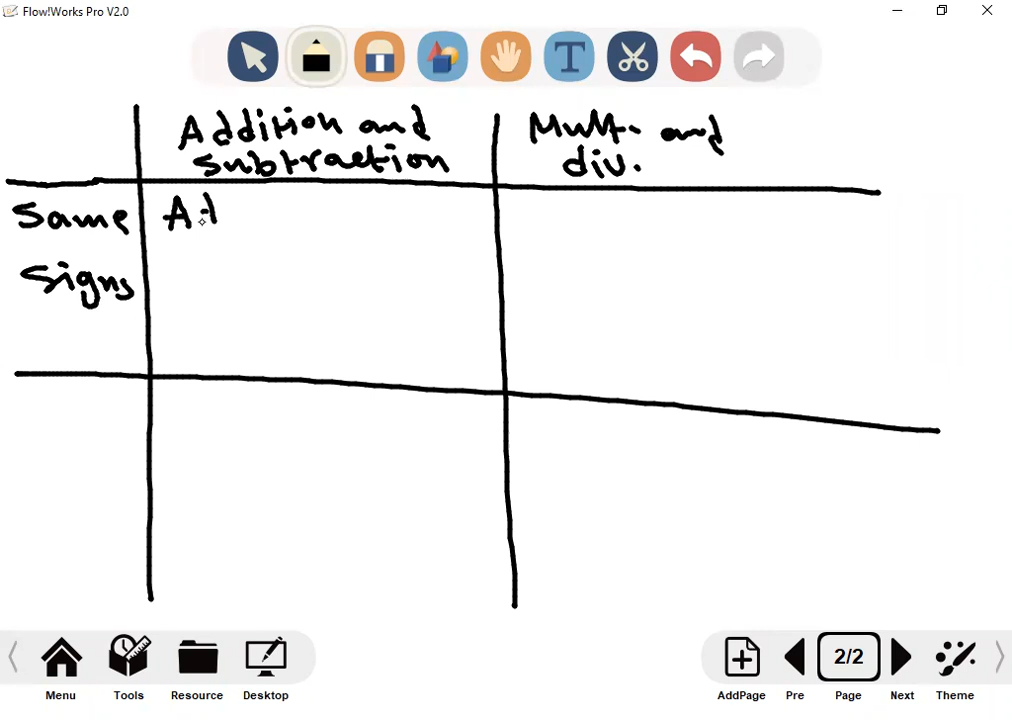 Flow!Works Pro V2.0
Addition and
subtraction
Mult. and
div.
Same
Signs
Menu
Tools
Resource
Desktop
AddPage
Pre
2/2
Page
Next
Theme
T